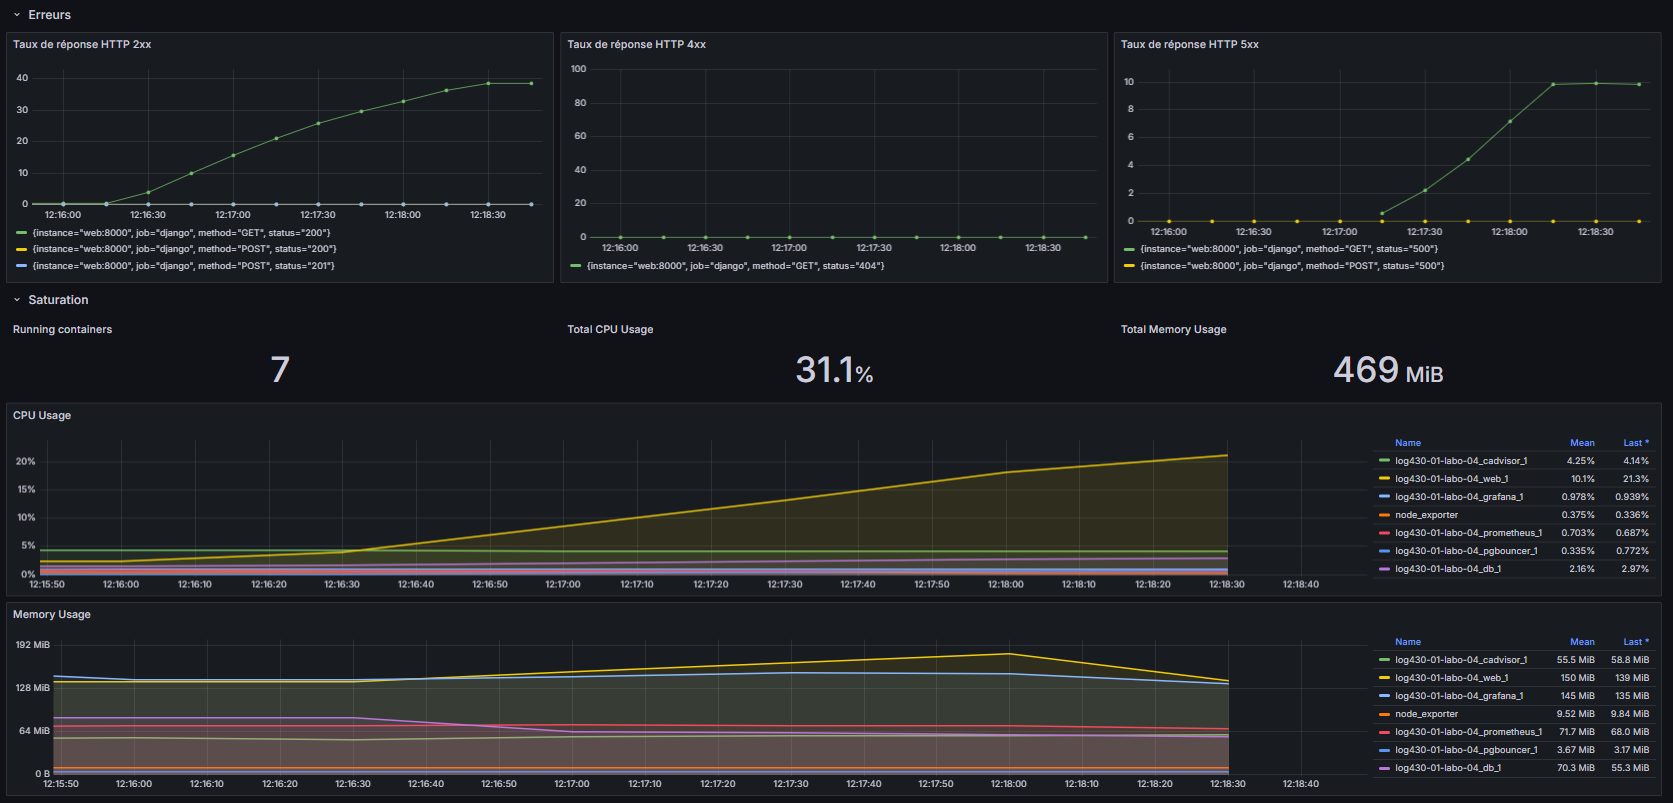 Erreurs
Taux de réponse HTTP 2xx
40
30
20
10
0
12:16:00 12:16:30 12:17:00 12:17:30 12:18:00 12:18:30
{instance="web:8000", job="django", method="GET", status="200"}
{instance="web:8000", job="django", method="POST", status="200"}
{instance="web:8000", job="django", method="POST", status="201"}
Taux de réponse HTTP 4xx
100
80
60
40
20
0
12:16:00 12:16:30 12:17:00 12:17:30 12:18:00 12:18:30
{instance="web:8000", job="django", method="GET", status="404"}
Taux de réponse HTTP 5xx
10
8
6
4
2
0
12:16:00 12:16:30 12:17:00 12:17:30 12:18:00 12:18:30
{instance="web:8000", job="django", method="GET", status="500"}
{instance="web:8000", job="django", method="POST", status="500"}
Saturation
Running containers
7
Total CPU Usage
31.1%
Total Memory Usage
469 MiB
CPU Usage
20%
15%
10%
5%
0%
12:15:50 12:16:00 12:16:10 12:16:20 12:16:30 12:16:40 12:16:50 12:17:00 12:17:10 12:17:20 12:17:30 12:17:40 12:17:50 12:18:00 12:18:10 12:18:20 12:18:30 12:18:40
Name Mean Last *
log430-01-labo-04_cadvisor_1 4.25% 4.14%
log430-01-labo-04_web_1 10.1% 21.3%
log430-01-labo-04_grafana_1 0.978% 0.939%
node_exporter 0.375% 0.336%
log430-01-labo-04_prometheus_1 0.703% 0.687%
log430-01-labo-04_pgbouncer_1 0.335% 0.772%
log430-01-labo-04_db_1 2.16% 2.97%
Memory Usage
192 MiB
128 MiB
64 MiB
0 B
12:15:50 12:16:00 12:16:10 12:16:20 12:16:30 12:16:40 12:16:50 12:17:00 12:17:10 12:17:20 12:17:30 12:17:40 12:17:50 12:18:00 12:18:10 12:18:20 12:18:30 12:18:40
Name Mean Last *
log430-01-labo-04_cadvisor_1 55.5 MiB 58.8 MiB
log430-01-labo-04_web_1 150 MiB 139 MiB
log430-01-labo-04_grafana_1 145 MiB 135 MiB
node_exporter 9.52 MiB 9.84 MiB
log430-01-labo-04_prometheus_1 71.7 MiB 68.0 MiB
log430-01-labo-04_pgbouncer_1 3.67 MiB 3.17 MiB
log430-01-labo-04_db_1 70.3 MiB 55.3 MiB